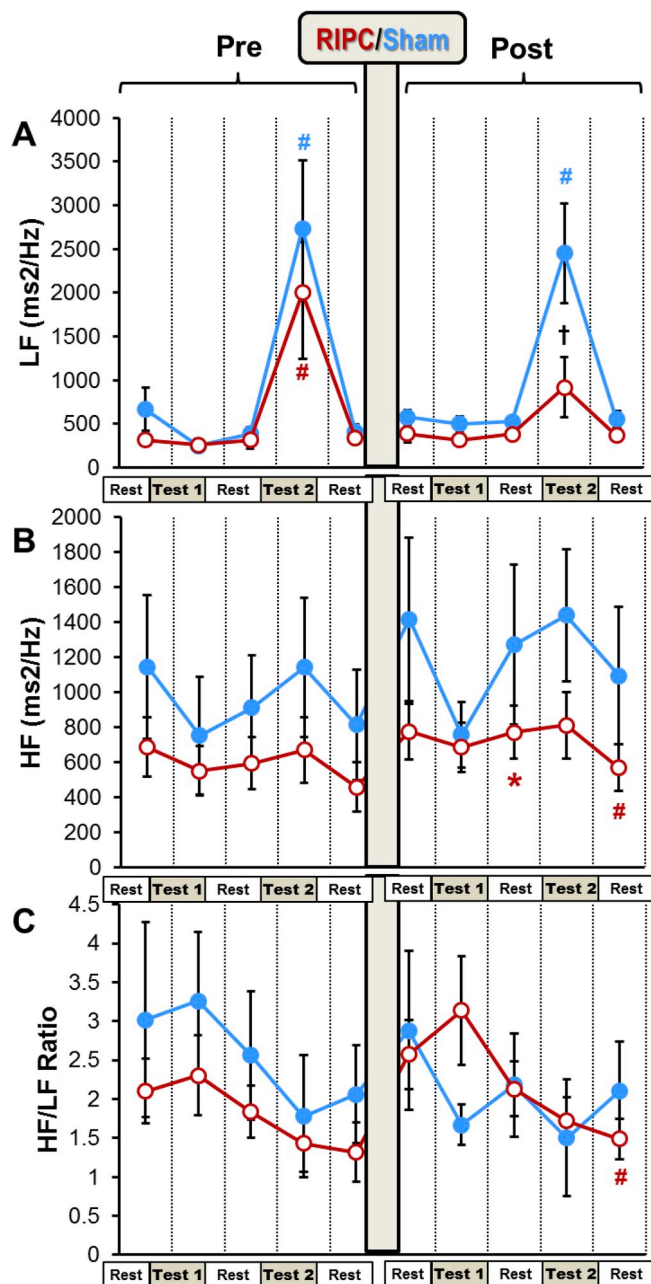 RIPC/Sham
Pre
Post
A
LF (ms2/Hz)
4000
3500
3000
2500
2000
1500
1000
500
0
#
#
#
†
Rest Test 1 Rest Test 2 Rest
Rest Test 1 Rest Test 2 Rest
B
HF (ms2/Hz)
2000
1800
1600
1400
1200
1000
800
600
400
200
0
*
#
Rest Test 1 Rest Test 2 Rest
Rest Test 1 Rest Test 2 Rest
C
HF/LF Ratio
4.5
4
3.5
3
2.5
2
1.5
1
0.5
0
#
Rest Test 1 Rest Test 2 Rest
Rest Test 1 Rest Test 2 Rest